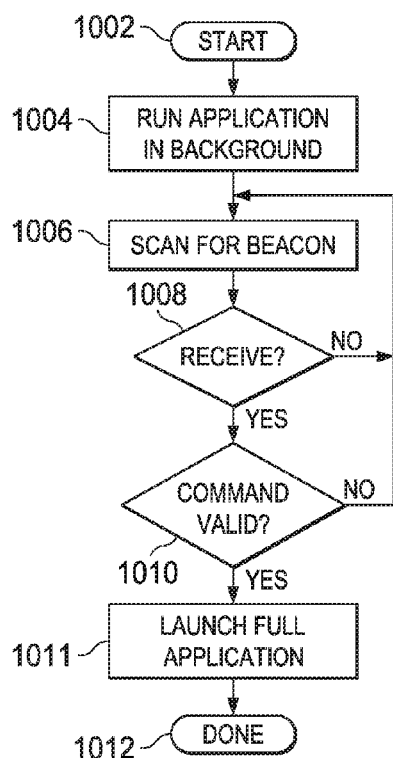 1002
START
1004
RUN APPLICATION
IN BACKGROUND
1006
SCAN FOR BEACON
1008
RECEIVE?
NO
YES
COMMAND
VALID?
NO
1010
YES
1011
LAUNCH FULL
APPLICATION
1012
DONE